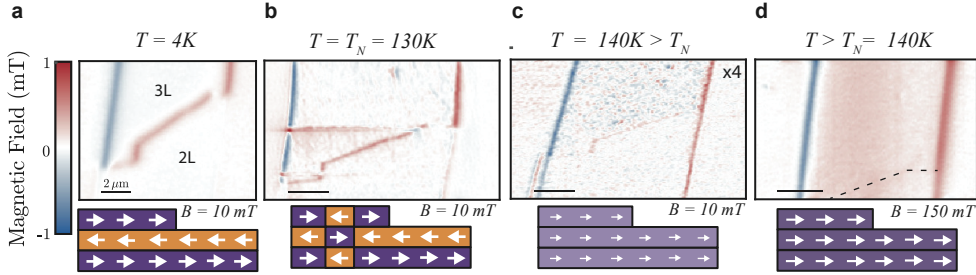 a
b
c
d
T = 4K
T = T_N = 130K
T = 140K > T_N
T > T_N = 140K
Magnetic Field (mT)
1
0
-1
3L
2L
2 μm
x4
B = 10 mT
B = 10 mT
B = 10 mT
B = 150 mT